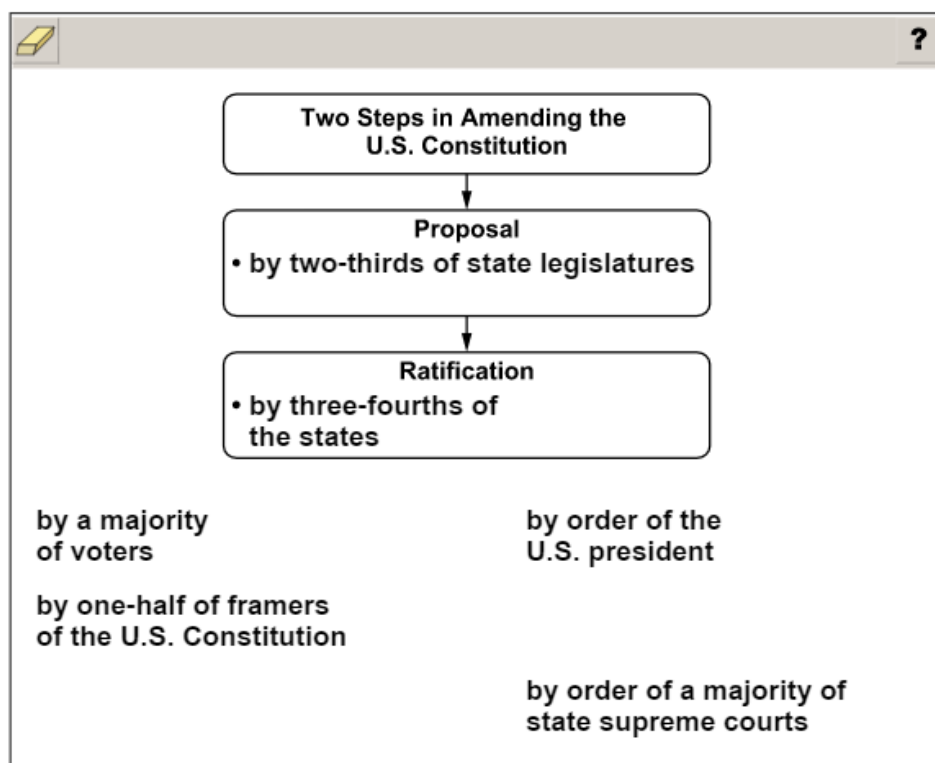 ?
Two Steps in Amending the
U.S. Constitution
Proposal
• by two-thirds of state legislatures
Ratification
• by three-fourths of
the states
by a majority
of voters
by order of the
U.S. president
by one-half of framers
of the U.S. Constitution
by order of a majority of
state supreme courts